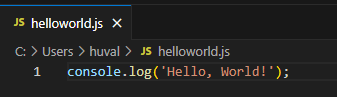 JS helloworld.js ×
C: > Users > huval > JS helloworld.js
1 console.log('Hello, World!');